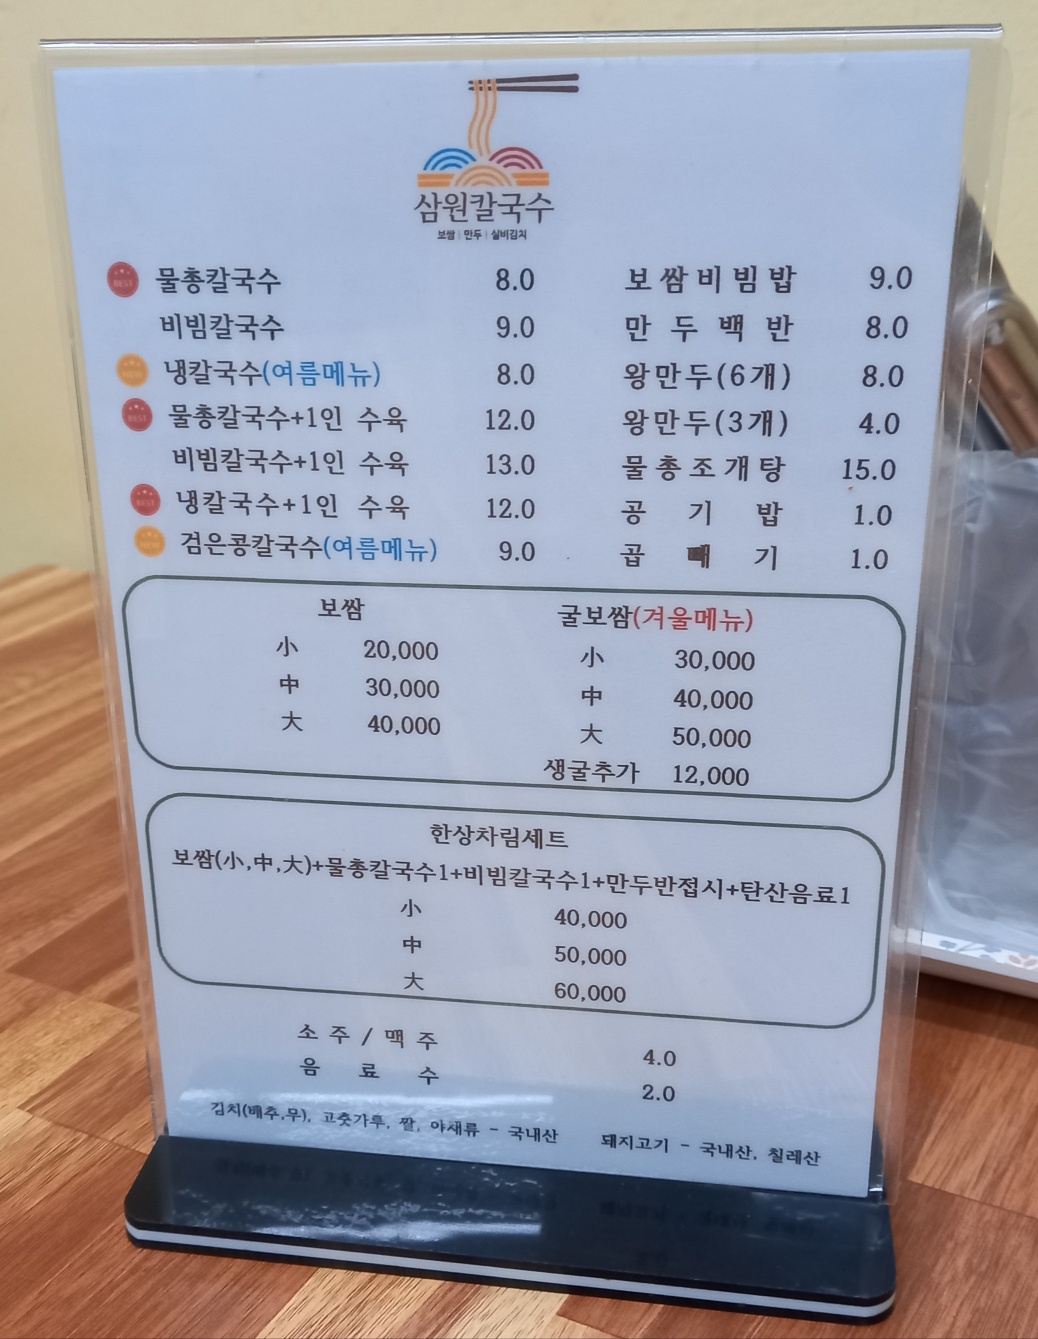 삼원칼국수
보쌈 | 만두 | 실비김치
BEST 물총칼국수 8.0
비빔칼국수 9.0
냉칼국수(여름메뉴) 8.0
BEST 물총칼국수+1인 수육 12.0
비빔칼국수+1인 수육 13.0
BEST 냉칼국수+1인 수육 12.0
검은콩칼국수(여름메뉴) 9.0
보쌈비빔밥 9.0
만두백반 8.0
왕만두(6개) 8.0
왕만두(3개) 4.0
물총조개탕 15.0
공기밥 1.0
곱빼기 1.0
보쌈
小 20,000
中 30,000
大 40,000
굴보쌈(겨울메뉴)
小 30,000
中 40,000
大 50,000
생굴추가 12,000
한상차림세트
보쌈(小,中,大)+물총칼국수1+비빔칼국수1+만두반접시+탄산음료1
小 40,000
中 50,000
大 60,000
소주 / 맥주 4.0
음료수 2.0
김치(배추,무), 고춧가루, 쌀, 야채류 - 국내산 돼지고기 - 국내산, 칠레산